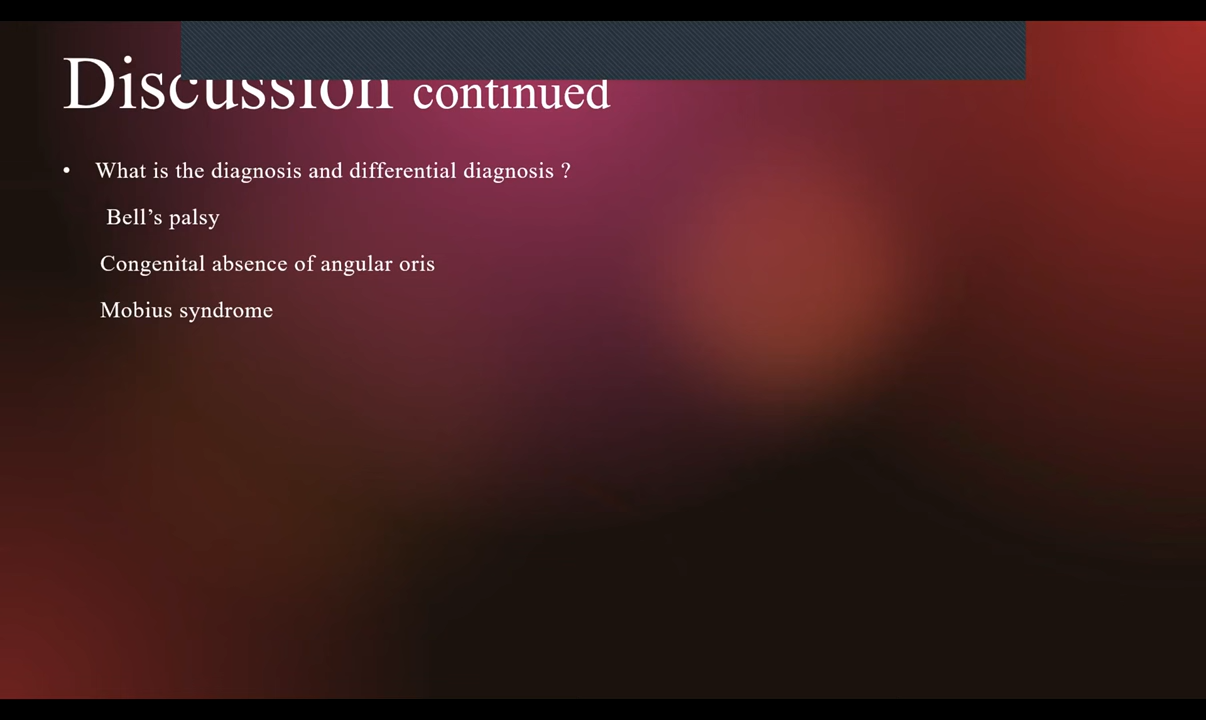 Discussion continued
• What is the diagnosis and differential diagnosis ?
Bell’s palsy
Congenital absence of angular oris
Mobius syndrome